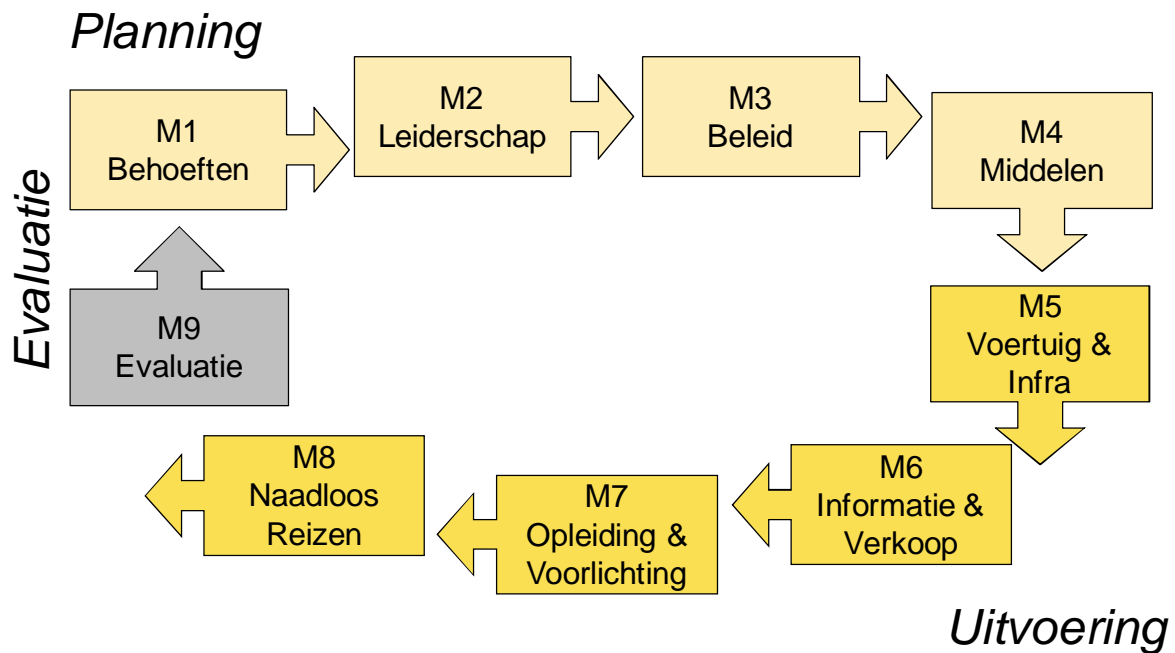 Planning
M1
Behoeften
M2
Leiderschap
M3
Beleid
M4
Middelen
Evaluatie
M9
Evaluatie
M5
Voertuig &
Infra
M8
Naadloos
Reizen
M7
Opleiding &
Voorlichting
M6
Informatie &
Verkoop
Uitvoering